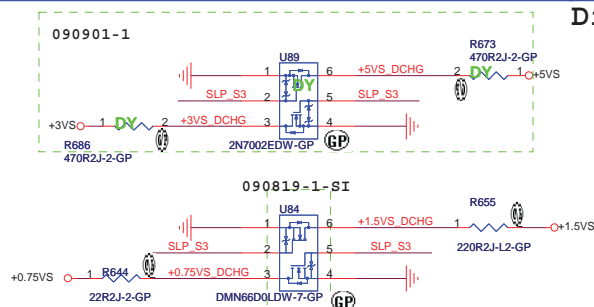 Di
090901-1
R673
470R2J-2-GP
U89
DY
DY
1
6
+5VS_DCHG
2
1
+5VS
SLP_S3
2
5
SLP_S3
+3VS
1
DY
2
+3VS_DCHG
3
4
R686
470R2J-2-GP
2N7002EDW-GP
GP
090819-1-SI
U84
R655
1
6
+1.5VS_DCHG
1
+1.5VS
SLP_S3
2
5
SLP_S3
220R2J-L2-GP
+0.75VS
1
R644
+0.75VS_DCHG
3
4
22R2J-2-GP
DMN66D0LDW-7-GP
GP